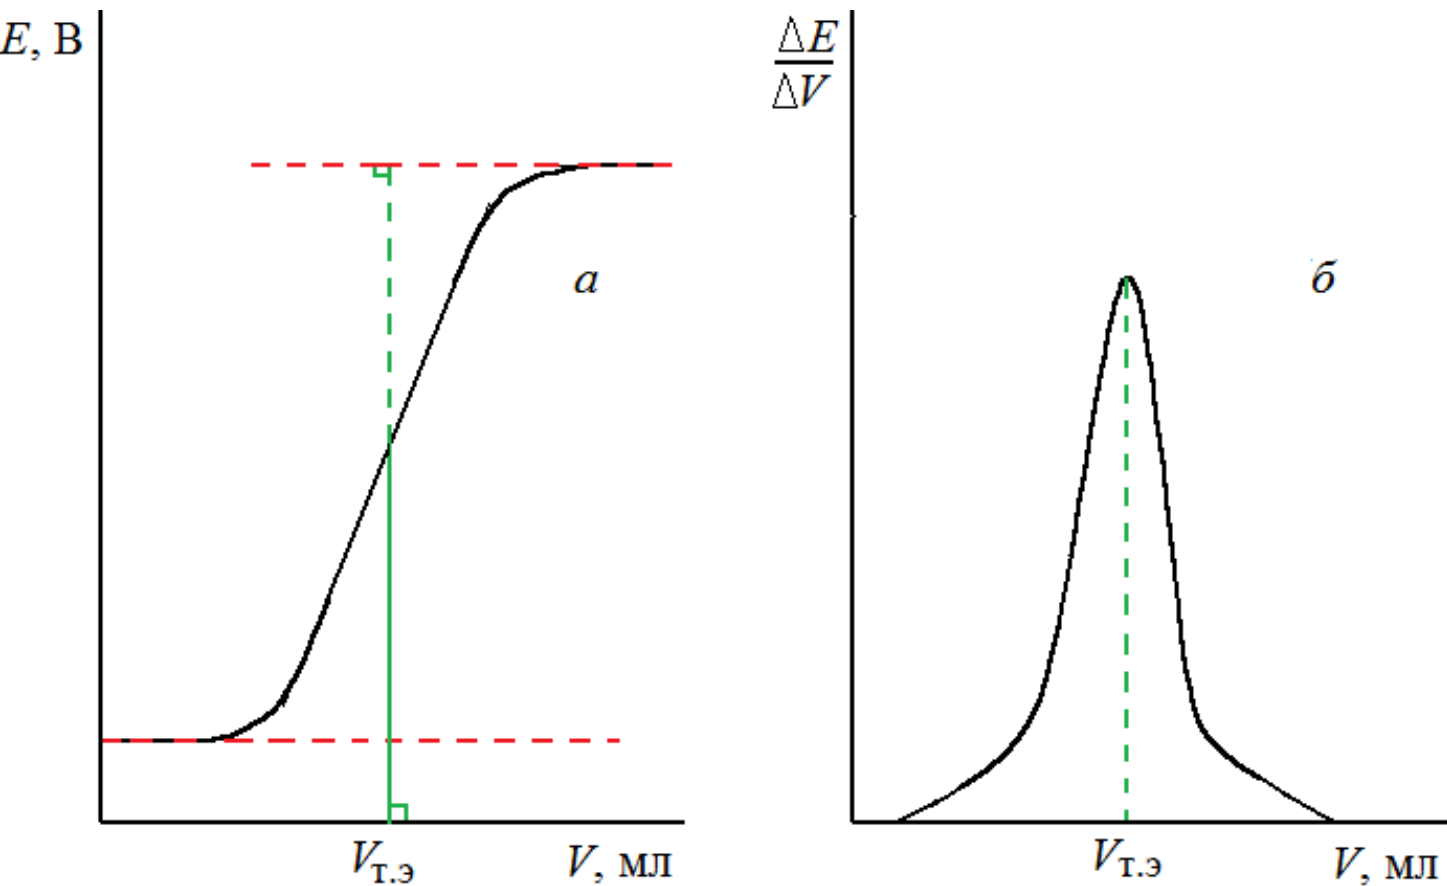 E, В
а
V т.э
V, мл
ΔE
ΔV
б
V т.э
V, мл